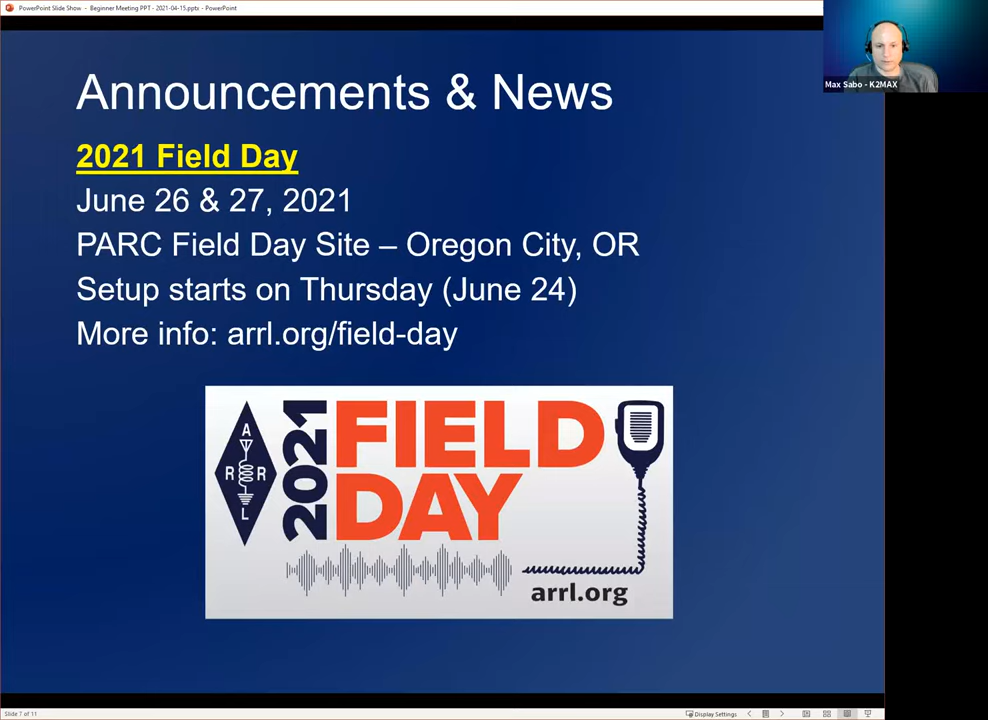 PowerPoint Slide Show - Beginner Meeting PPT - 2021-04-15.pptx - PowerPoint
Max Sabo - K2MAX
Announcements & News
2021 Field Day
June 26 & 27, 2021
PARC Field Day Site – Oregon City, OR
Setup starts on Thursday (June 24)
More info: arrl.org/field-day
A
R R
L
2021
FIELD
DAY
arrl.org
Slide 7 of 11
Display Settings